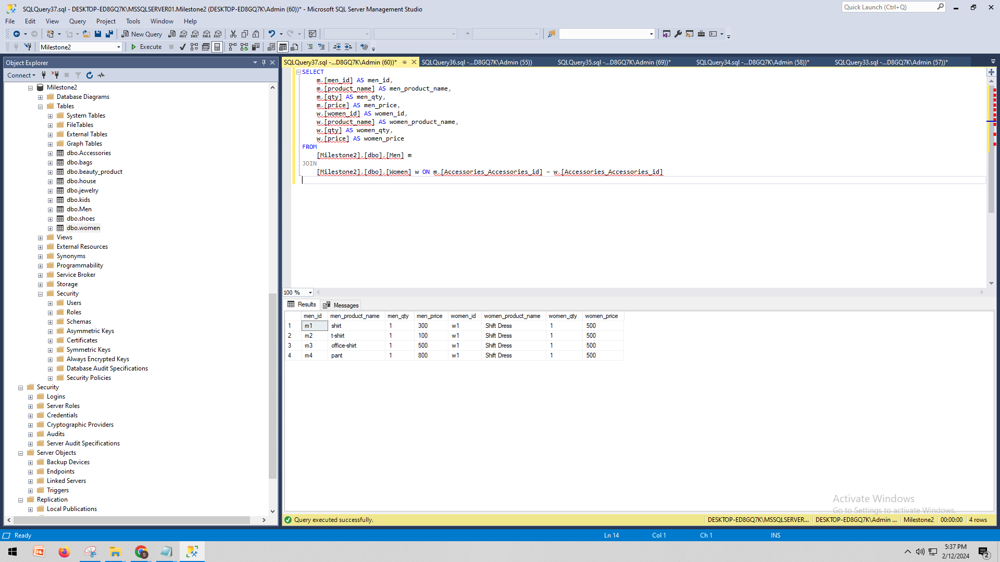 SQLQuery37.sql - DESKTOP-ED8GQ7K\MSSQLSERVER01.Milestone2 (DESKTOP-ED8GQ7K\Admin (60))* - Microsoft SQL Server Management Studio
Quick Launch (Ctrl+Q)
File Edit View Query Project Tools Window Help
New Query MDX DMX XMLA DAX
Milestone2 Execute
Object Explorer
Connect
Milestone2
Database Diagrams
Tables
System Tables
FileTables
External Tables
Graph Tables
dbo.Accessories
dbo.bags
dbo.beauty_product
dbo.house
dbo.jewelry
dbo.kids
dbo.Men
dbo.shoes
dbo.women
Views
External Resources
Synonyms
Programmability
Service Broker
Storage
Security
Users
Roles
Schemas
Asymmetric Keys
Certificates
Symmetric Keys
Always Encrypted Keys
Database Audit Specifications
Security Policies
Security
Logins
Server Roles
Credentials
Cryptographic Providers
Audits
Server Audit Specifications
Server Objects
Backup Devices
Endpoints
Linked Servers
Triggers
Replication
Local Publications
SQLQuery37.sql -...D8GQ7K\Admin (60))* SQLQuery36.sql -...D8GQ7K\Admin (55)) SQLQuery35.sql -...D8GQ7K\Admin (69))* SQLQuery34.sql -...D8GQ7K\Admin (58))* SQLQuery33.sql -...D8GQ7K\Admin (57))*
SELECT
m.[men_id] AS men_id,
m.[product_name] AS men_product_name,
m.[qty] AS men_qty,
m.[price] AS men_price,
w.[women_id] AS women_id,
w.[product_name] AS women_product_name,
w.[qty] AS women_qty,
w.[price] AS women_price
FROM
[Milestone2].[dbo].[Men] m
JOIN
[Milestone2].[dbo].[Women] w ON m.[Accessories_Accessories_id] = w.[Accessories_Accessories_id]
100 %
Results Messages
men_id men_product_name men_qty men_price women_id women_product_name women_qty women_price
1 m1 shirt 1 300 w1 Shift Dress 1 500
2 m2 t-shirt 1 100 w1 Shift Dress 1 500
3 m3 office-shirt 1 500 w1 Shift Dress 1 500
4 m4 pant 1 800 w1 Shift Dress 1 500
Activate Windows
Go to Settings to activate Windows.
Query executed successfully. DESKTOP-ED8GQ7K\MSSQLSERVER... DESKTOP-ED8GQ7K\Admin ... Milestone2 00:00:00 4 rows
Ready Ln 14 Col 1 Ch 1 INS
5:37 PM
2/12/2024
2